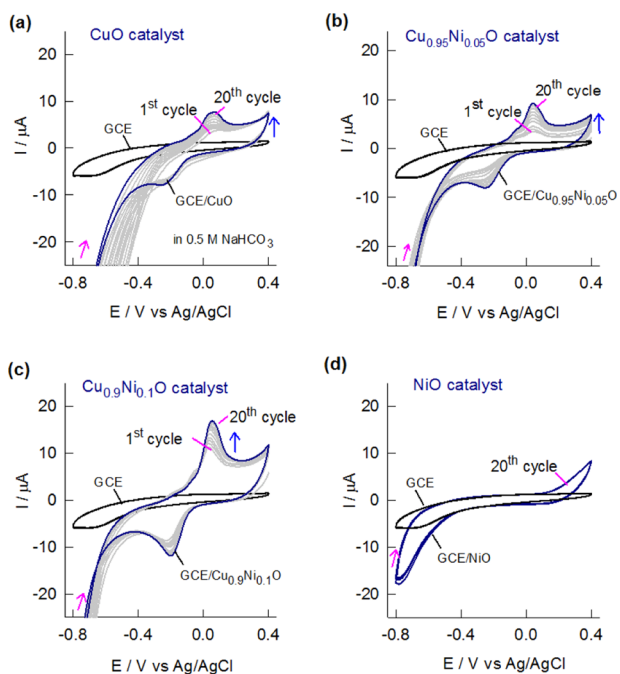 (a)
CuO catalyst
20
10
0
-10
-20
I / μA
1st cycle
20th cycle
GCE
GCE/CuO
in 0.5 M NaHCO3
-0.8 -0.4 0.0 0.4
E / V vs Ag/AgCl
(b)
Cu0.95Ni0.05O catalyst
20
10
0
-10
-20
I / μA
20th cycle
1st cycle
GCE
GCE/Cu0.95Ni0.05O
-0.8 -0.4 0.0 0.4
E / V vs Ag/AgCl
(c)
Cu0.9Ni0.1O catalyst
20
10
0
-10
-20
I / μA
20th cycle
1st cycle
GCE
GCE/Cu0.9Ni0.1O
-0.8 -0.4 0.0 0.4
E / V vs Ag/AgCl
(d)
NiO catalyst
20
10
0
-10
-20
I / μA
20th cycle
GCE
GCE/NiO
-0.8 -0.4 0.0 0.4
E / V vs Ag/AgCl